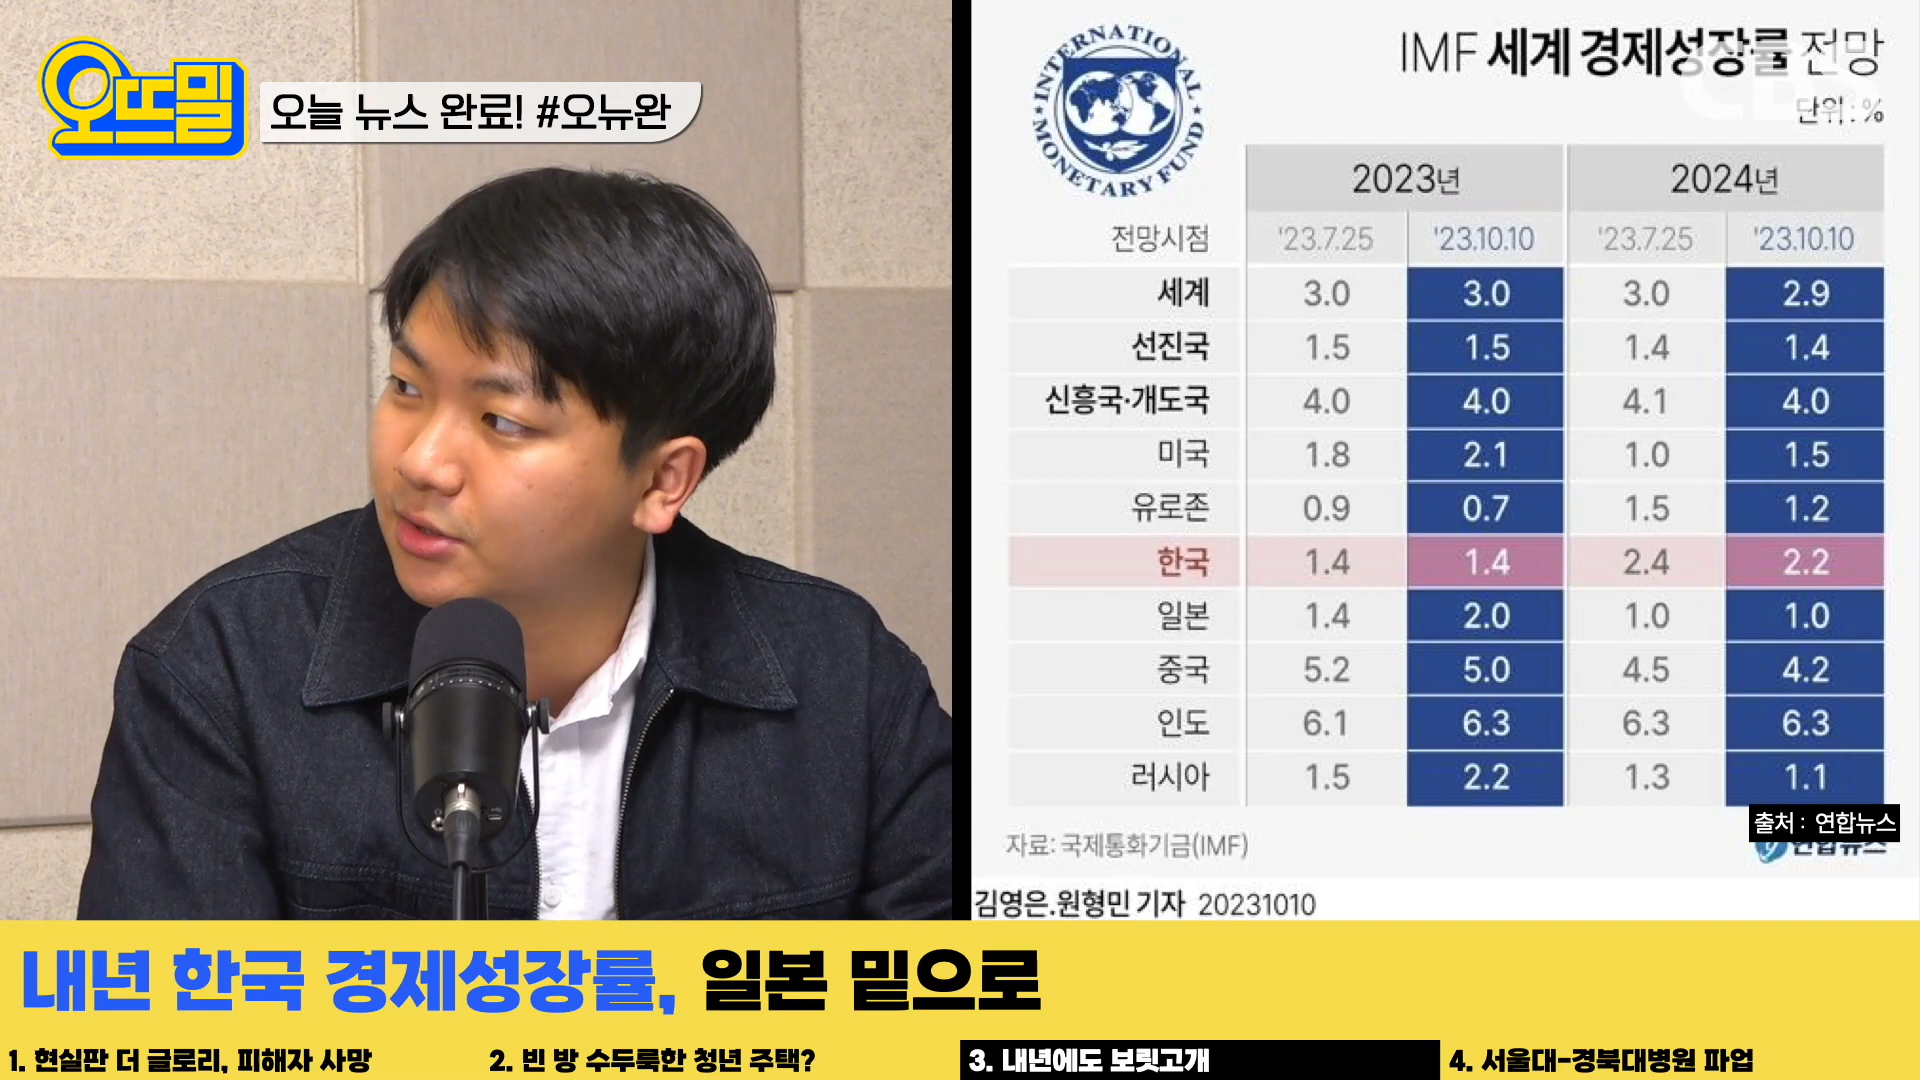 오뜨밀
오늘 뉴스 완료! #오뉴완
INTERNATIONAL MONETARY FUND
IMF 세계 경제성장률 전망
단위 : %
2023년 2024년
전망시점 '23.7.25 '23.10.10 '23.7.25 '23.10.10
세계 3.0 3.0 3.0 2.9
선진국 1.5 1.5 1.4 1.4
신흥국·개도국 4.0 4.0 4.1 4.0
미국 1.8 2.1 1.0 1.5
유로존 0.9 0.7 1.5 1.2
한국 1.4 1.4 2.4 2.2
일본 1.4 2.0 1.0 1.0
중국 5.2 5.0 4.5 4.2
인도 6.1 6.3 6.3 6.3
러시아 1.5 2.2 1.3 1.1
출처 : 연합뉴스
자료: 국제통화기금(IMF) 연합뉴스
김영은.원형민 기자 20231010
내년 한국 경제성장률, 일본 밑으로
1. 현실판 더 글로리, 피해자 사망 2. 빈 방 수두룩한 청년 주택? 3. 내년에도 보릿고개 4. 서울대-경북대병원 파업